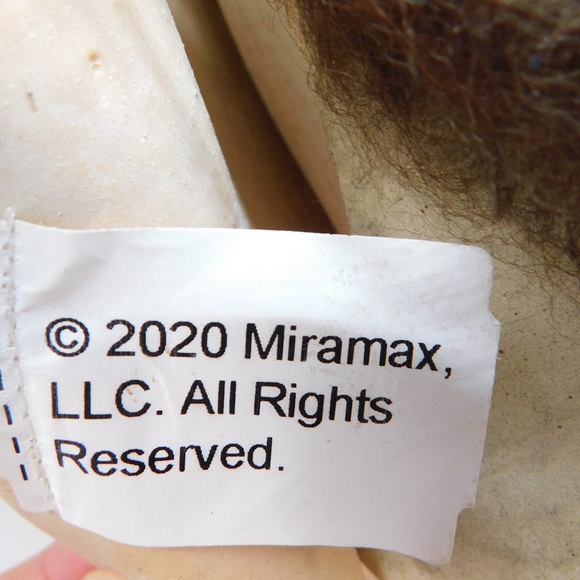 © 2020 Miramax,
LLC. All Rights
Reserved.